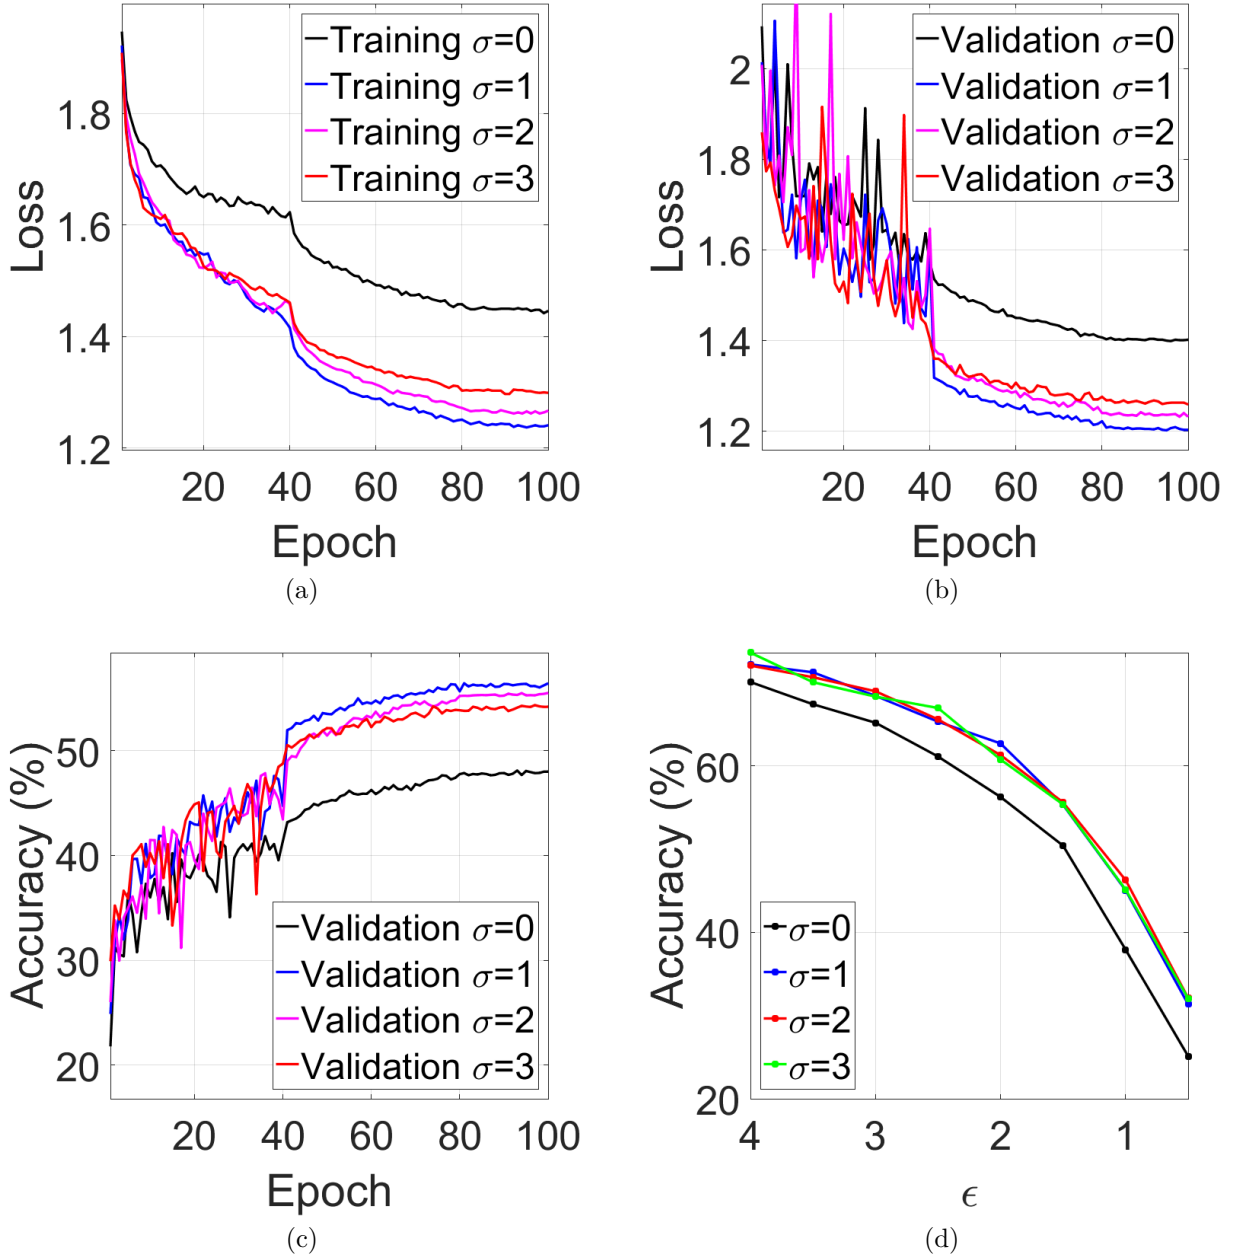 Training σ=0
Training σ=1
Training σ=2
Training σ=3
1.8
1.6
1.4
1.2
Loss
20 40 60 80 100
Epoch
(a)
Validation σ=0
Validation σ=1
Validation σ=2
Validation σ=3
2
1.8
1.6
1.4
1.2
Loss
20 40 60 80 100
Epoch
(b)
50
40
30
20
Accuracy (%)
Validation σ=0
Validation σ=1
Validation σ=2
Validation σ=3
20 40 60 80 100
Epoch
(c)
60
40
20
Accuracy (%)
σ=0
σ=1
σ=2
σ=3
4 3 2 1
ϵ
(d)